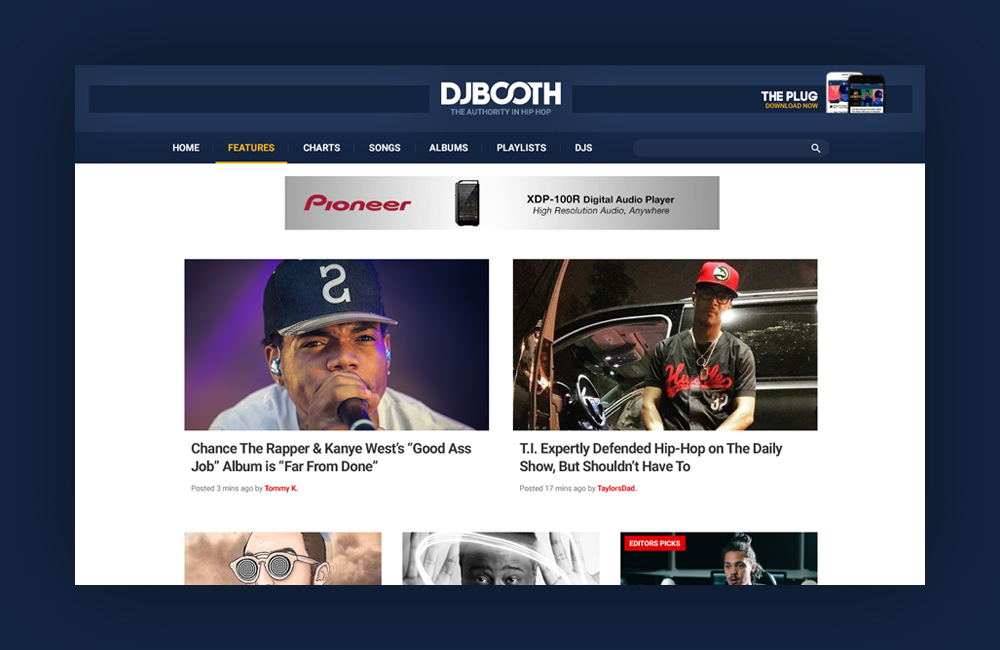 DJBOOTH
THE AUTHORITY IN HIP HOP
THE PLUG
DOWNLOAD NOW
HOME FEATURES CHARTS SONGS ALBUMS PLAYLISTS DJS
Pioneer
XDP-100R Digital Audio Player
High Resolution Audio, Anywhere
Hustle
32
Chance The Rapper & Kanye West's “Good Ass
Job” Album is “Far From Done”
Posted 3 mins ago by Tommy K.
T.I. Expertly Defended Hip-Hop on The Daily
Show, But Shouldn't Have To
Posted 17 mins ago by TaylorsDad.
EDITORS PICKS